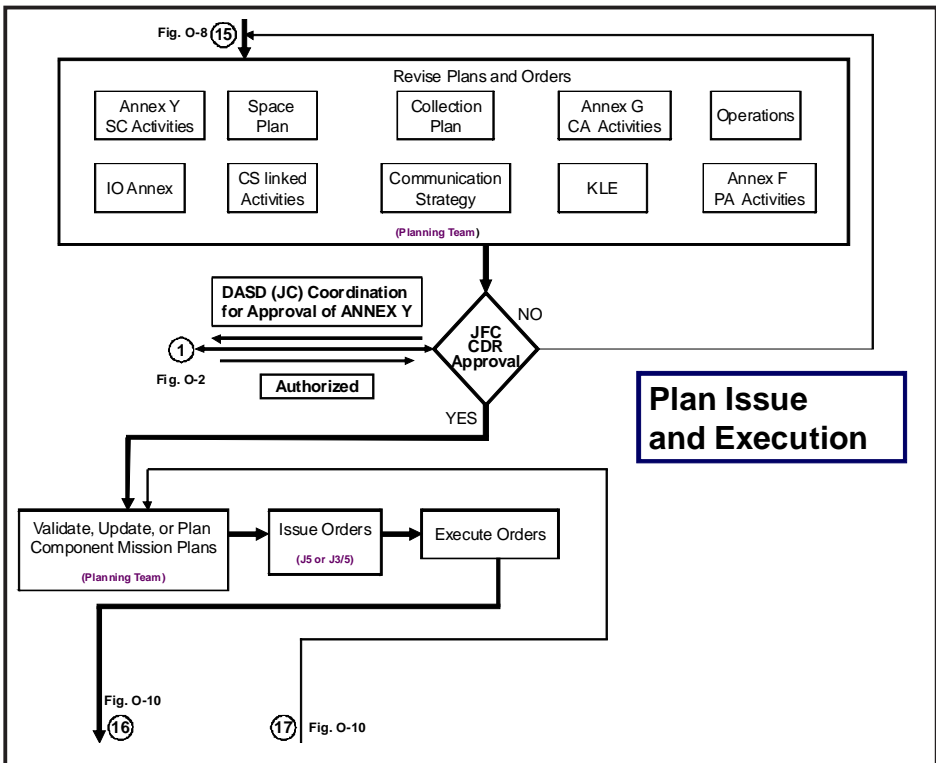 Fig. O-8 15
Revise Plans and Orders
Annex Y
SC Activities
Space
Plan
Collection
Plan
Annex G
CA Activities
Operations
IO Annex
CS linked
Activities
Communication
Strategy
KLE
Annex F
PA Activities
(Planning Team)
DASD (JC) Coordination
for Approval of ANNEX Y
JFC
CDR
Approval
NO
1
Fig. O-2
Authorized
YES
Plan Issue
and Execution
Validate, Update, or Plan
Component Mission Plans
(Planning Team)
Issue Orders
(J5 or J3/5)
Execute Orders
Fig. O-10
16
17 Fig. O-10